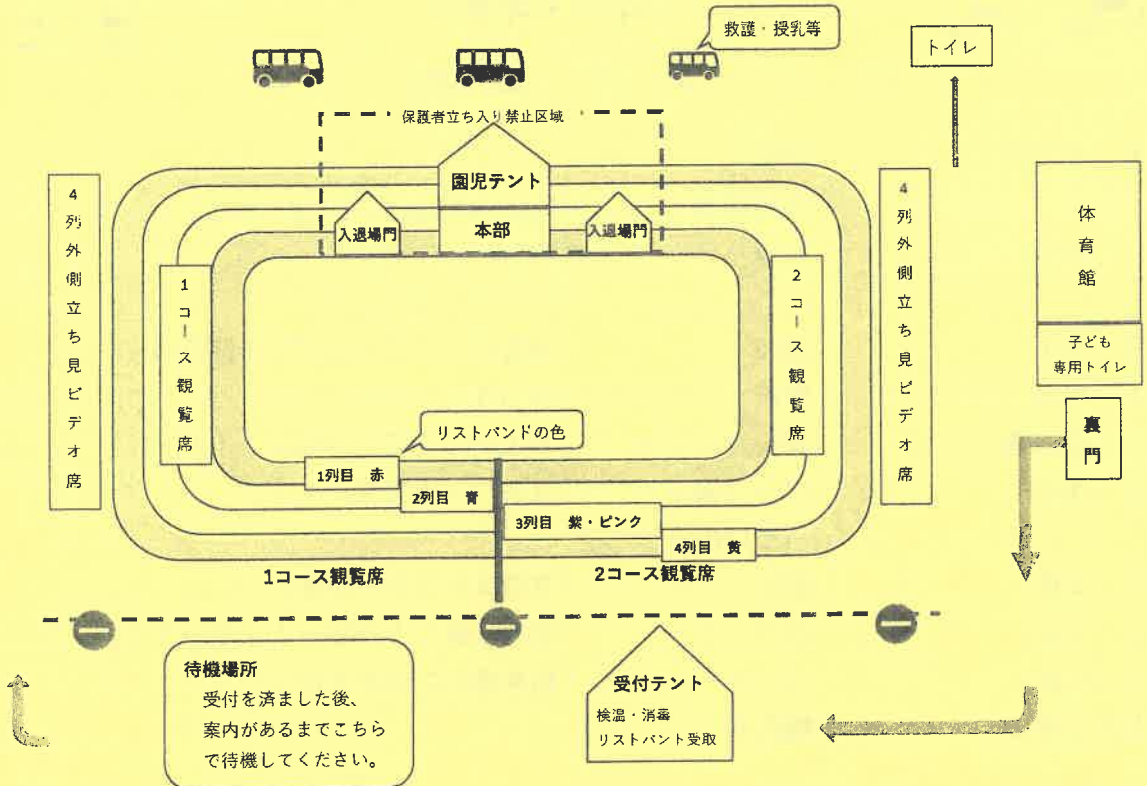 救護・授乳等
トイレ
保護者立ち入り禁止区域
園児テント
入退場門
本部
入退場門
4列外側立ち見ビデオ席
1コース観覧席
2コース観覧席
4列外側立ち見ビデオ席
体育館
子ども
専用トイレ
裏門
リストバンドの色
1列目 赤
2列目 青
3列目 紫・ピンク
4列目 黄
1コース観覧席
2コース観覧席
待機場所
受付を済ました後、
案内があるまでこちら
で待機してください。
受付テント
検温・消毒
リストバント受取